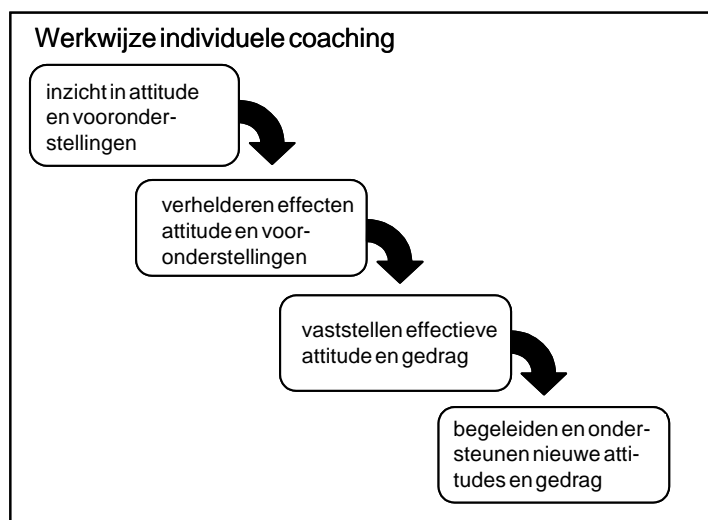 Werkwijze individuele coaching
inzicht in attitude
en vooronder-
stellingen
verhelderen effecten
attitude en voor-
onderstellingen
vaststellen effectieve
attitude en gedrag
begeleiden en onder-
steunen nieuwe atti-
tudes en gedrag